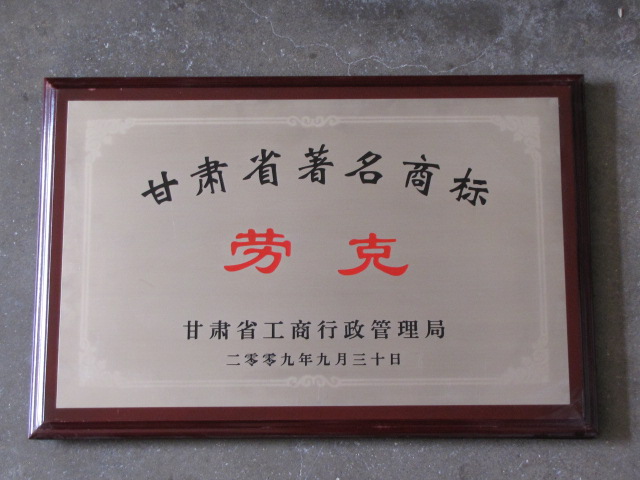 甘肃省著名商标
劳克
甘肃省工商行政管理局
二零零九年九月三十日